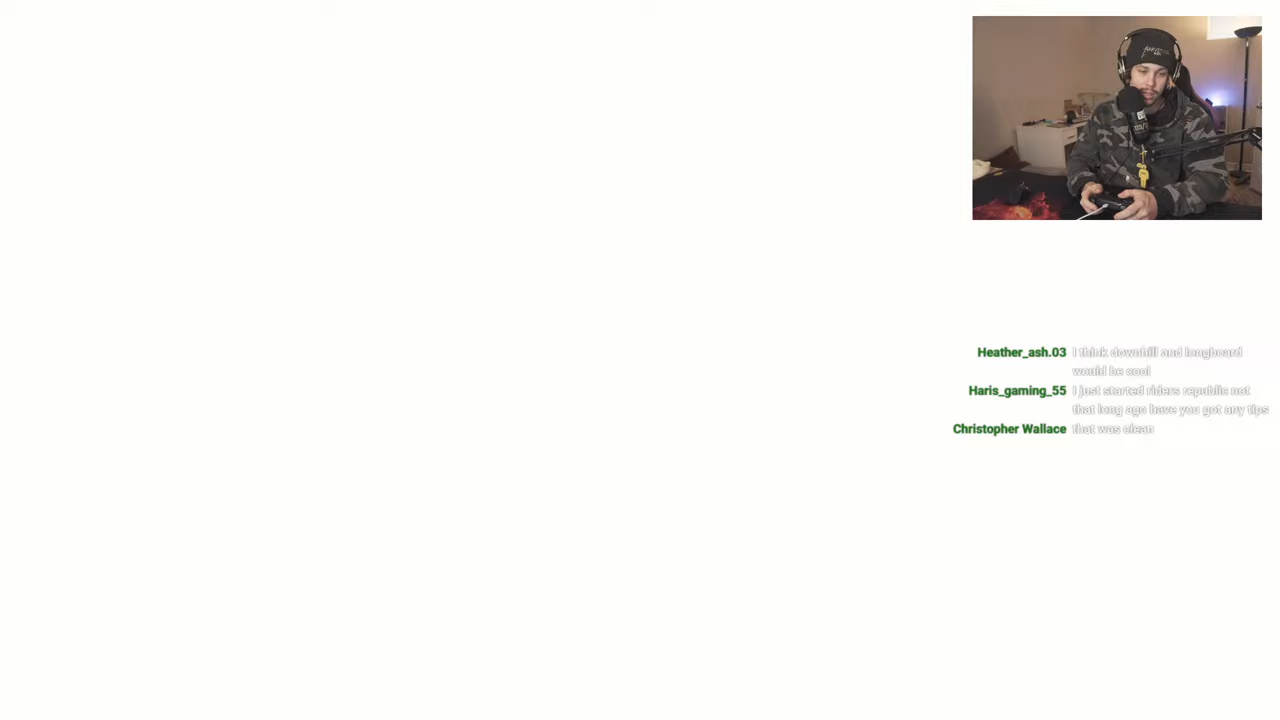 Heather_ash.03 I think downhill and longboard
would be cool
Haris_gaming_55 I just started riders republic not
that long ago have you got any tips
Christopher Wallace that was clean